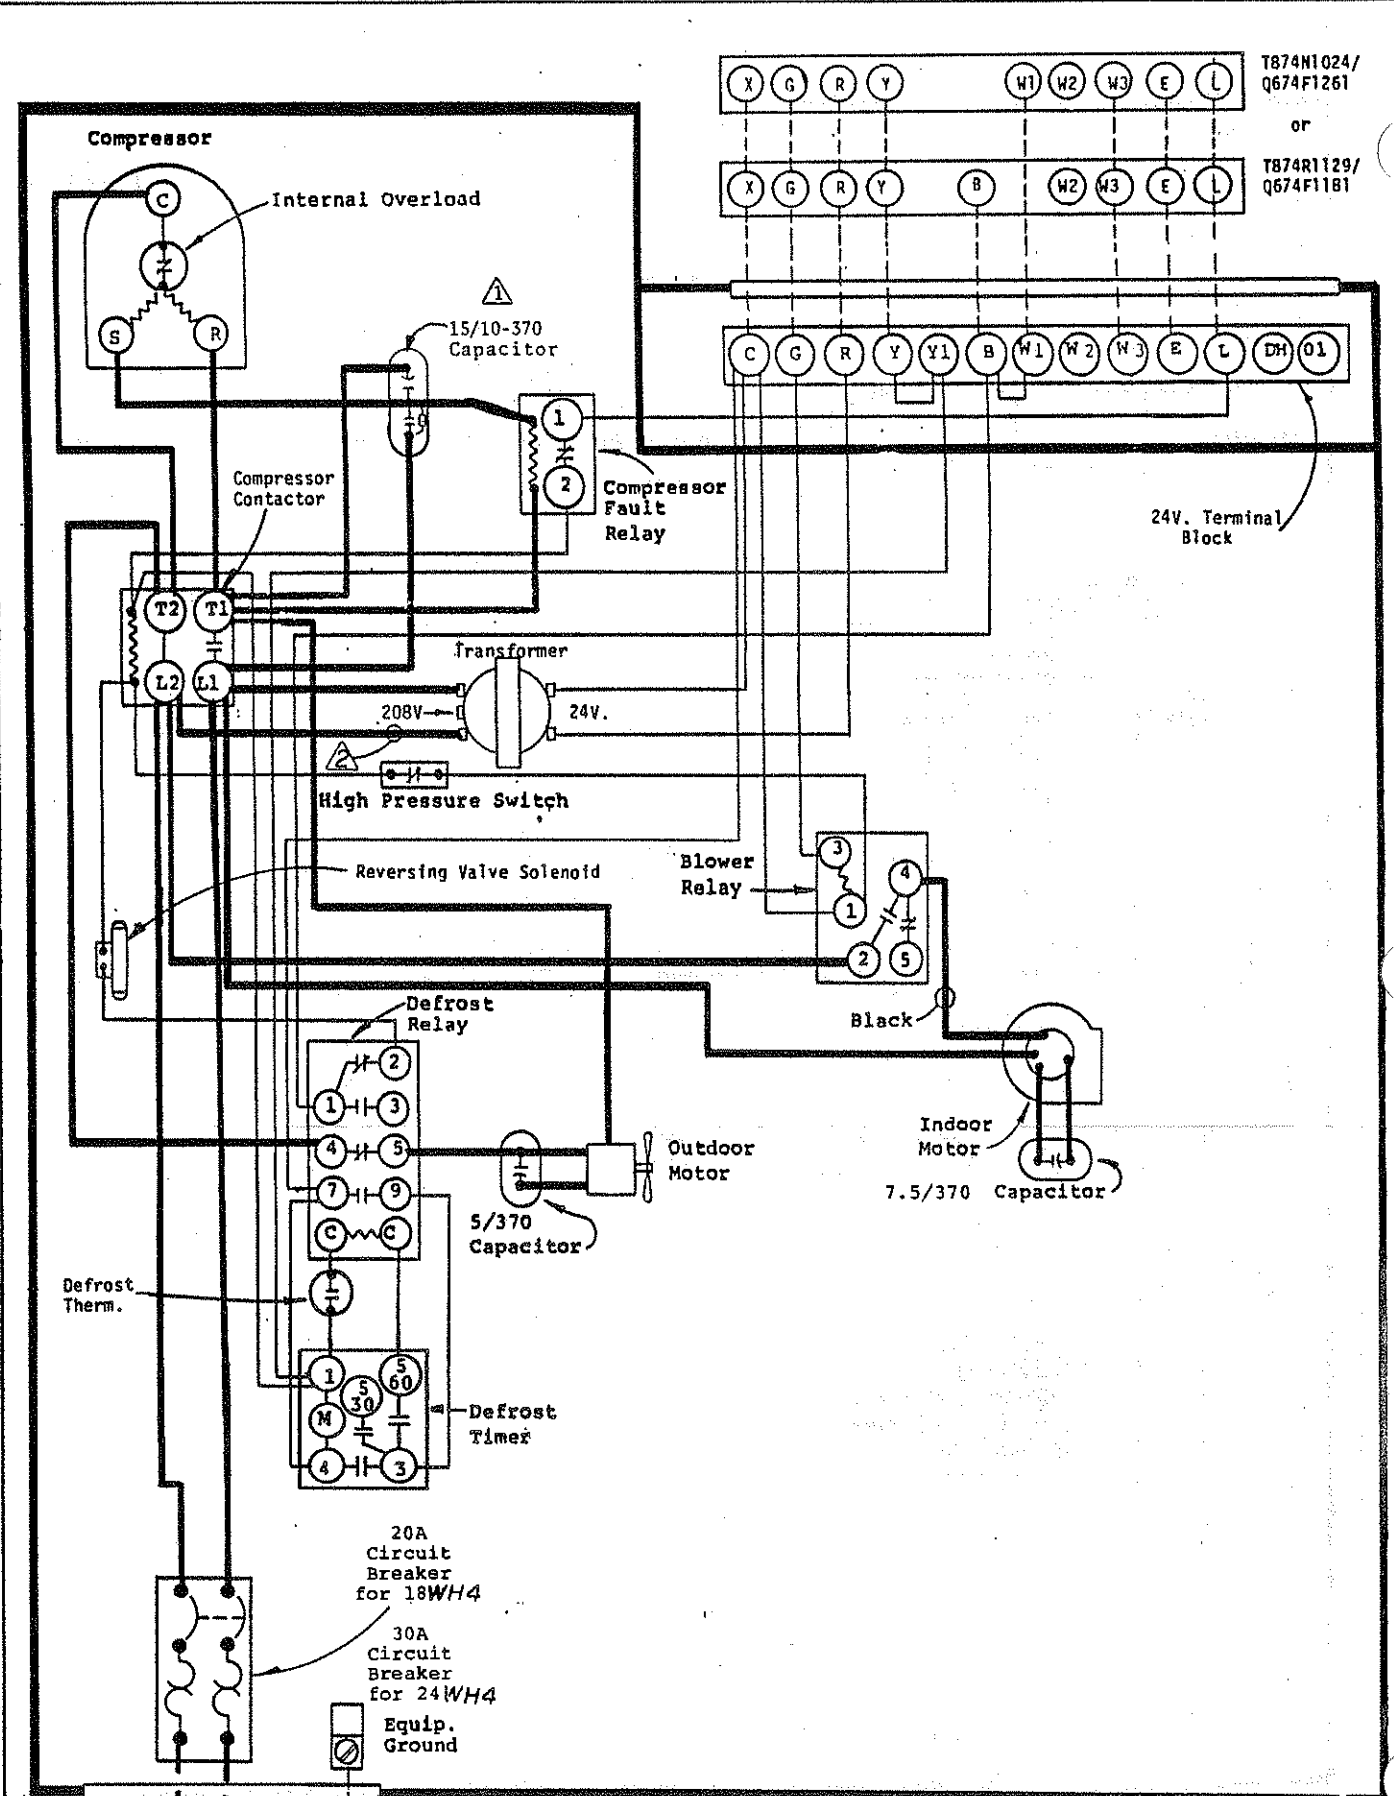 X G R Y W1 W2 W3 E L
T874N1024/
Q674F1261
or
X G R Y B W2 W3 E L
T874R1129/
Q674F1181
Compressor
C
Internal Overload
S R
1
15/10-370
Capacitor
C G R Y Y1 B W1 W2 W3 E L DH O1
1
2
Compressor
Fault
Relay
Compressor
Contactor
24V. Terminal
Block
T2 T1
L2 L1
Transformer
208V
24V.
2
High Pressure Switch
Reversing Valve Solenoid
Blower
Relay
3
4
1
2 5
Black
Defrost
Relay
2
1 3
4 5
7 9
C C
Outdoor
Motor
5/370
Capacitor
Indoor
Motor
7.5/370 Capacitor
Defrost
Therm.
1
5
30
5
60
M
4 3
Defrost
Timer
20A
Circuit
Breaker
for 18WH4
30A
Circuit
Breaker
for 24WH4
Equip.
Ground